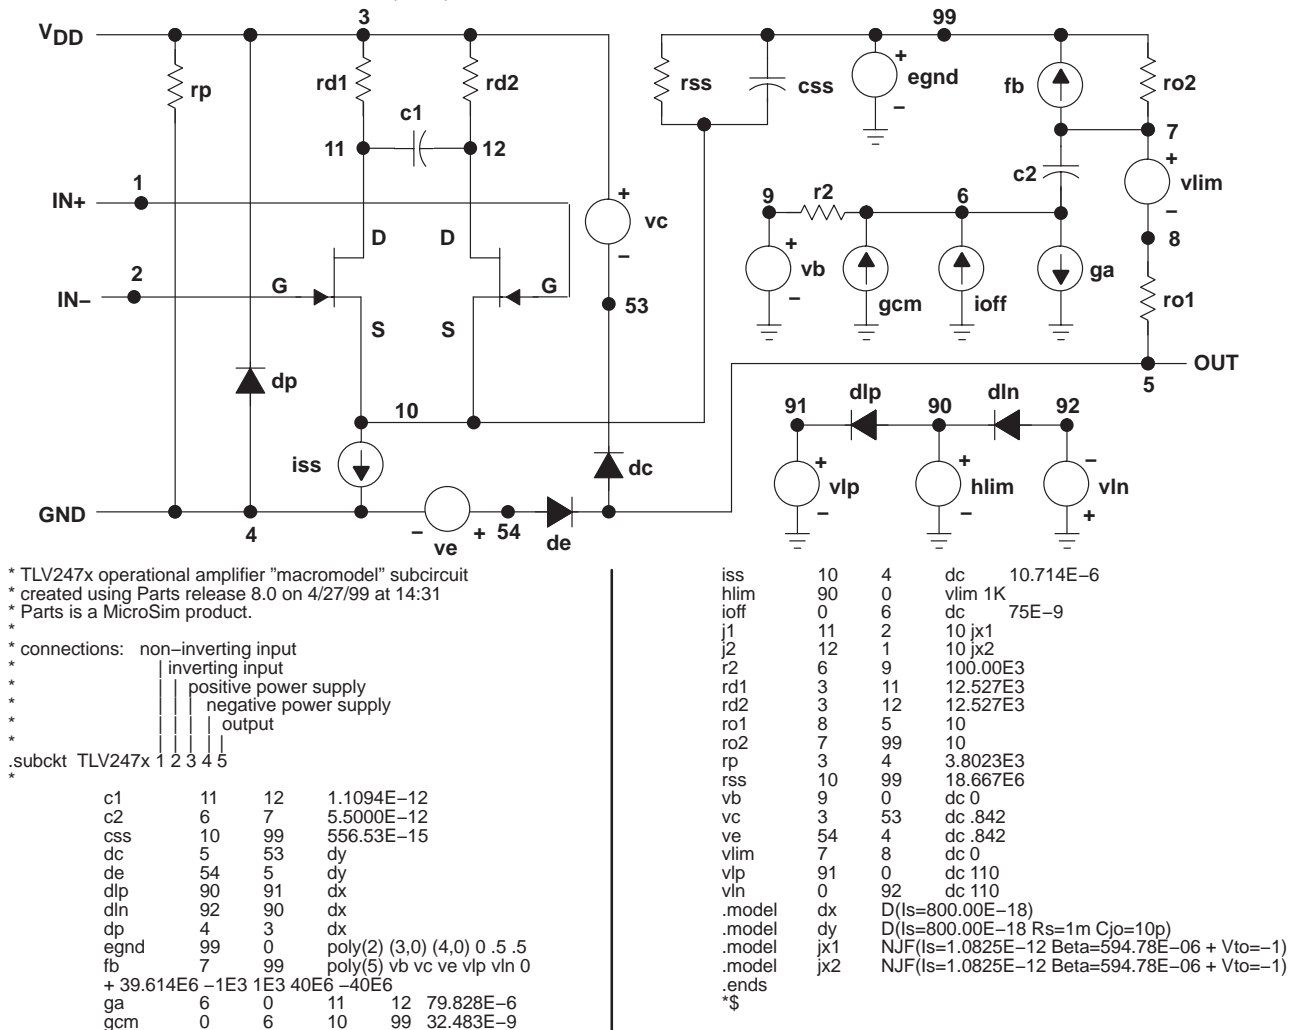 3
99
VDD
rp
rd1
rd2
c1
11
12
rss
css
+
egnd
−
fb
ro2
7
c2
+
vlim
−
8
1
IN+
D
D
+
vc
−
9
r2
6
+
vb
−
gcm
ioff
ga
ro1
2
IN−
G
G
53
S
S
dp
OUT
5
10
91
dlp
90
dln
92
iss
dc
+
vlp
−
+
hlim
−
−
vln
+
GND
4
−
ve
+
54
de
* TLV247x operational amplifier ”macromodel” subcircuit
* created using Parts release 8.0 on 4/27/99 at 14:31
* Parts is a MicroSim product.
*
* connections: non−inverting input
* | inverting input
* | | positive power supply
* | | | negative power supply
* | | | | output
* | | | | |
.subckt TLV247x 1 2 3 4 5
*
c1 11 12 1.1094E−12
c2 6 7 5.5000E−12
css 10 99 556.53E−15
dc 5 53 dy
de 54 5 dy
dlp 90 91 dx
dln 92 90 dx
dp 4 3 dx
egnd 99 0 poly(2) (3,0) (4,0) 0 .5 .5
fb 7 99 poly(5) vb vc ve vlp vln 0
+ 39.614E6 −1E3 1E3 40E6 −40E6
ga 6 0 11 12 79.828E−6
gcm 0 6 10 99 32.483E−9
iss 10 4 dc 10.714E−6
hlim 90 0 vlim 1K
ioff 0 6 dc 75E−9
j1 11 2 10 jx1
j2 12 1 10 jx2
r2 6 9 100.00E3
rd1 3 11 12.527E3
rd2 3 12 12.527E3
ro1 8 5 10
ro2 7 99 10
rp 3 4 3.8023E3
rss 10 99 18.667E6
vb 9 0 dc 0
vc 3 53 dc .842
ve 54 4 dc .842
vlim 7 8 dc 0
vlp 91 0 dc 110
vln 0 92 dc 110
.model dx D(Is=800.00E−18)
.model dy D(Is=800.00E−18 Rs=1m Cjo=10p)
.model jx1 NJF(Is=1.0825E−12 Beta=594.78E−06 + Vto=−1)
.model jx2 NJF(Is=1.0825E−12 Beta=594.78E−06 + Vto=−1)
.ends
*$